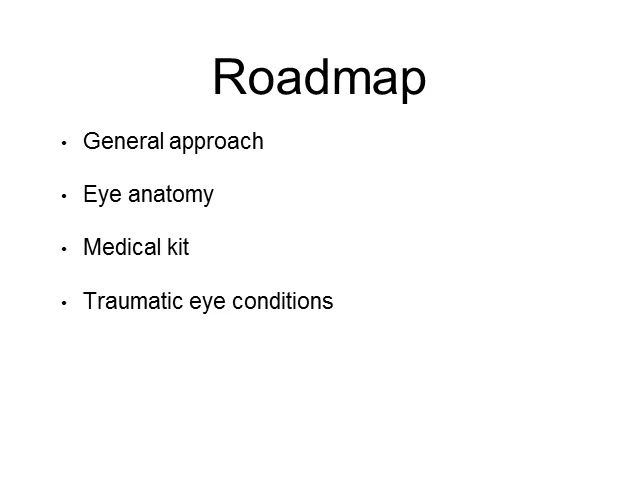 Roadmap
• General approach
• Eye anatomy
• Medical kit
• Traumatic eye conditions